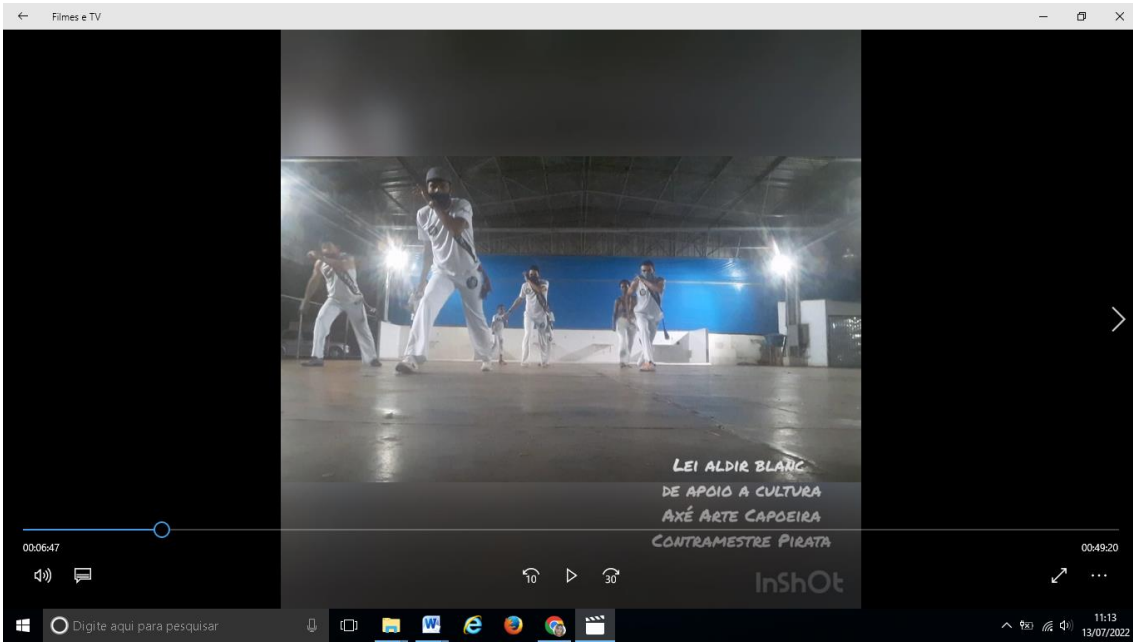 Filmes e TV
LEI ALDIR BLANC
DE APOIO A CULTURA
AXÉ ARTE CAPOEIRA
CONTRAMESTRE PIRATA
00:06:47
00:49:20
10
30
InShOt
Digite aqui para pesquisar
11:13
13/07/2022